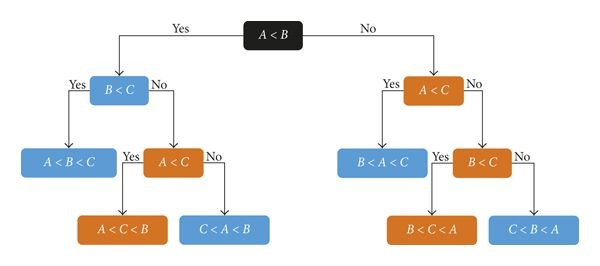 Yes
A < B
No
Yes
B < C
No
Yes
A < C
No
A < B < C
Yes
A < C
No
B < A < C
Yes
B < C
No
A < C < B
C < A < B
B < C < A
C < B < A